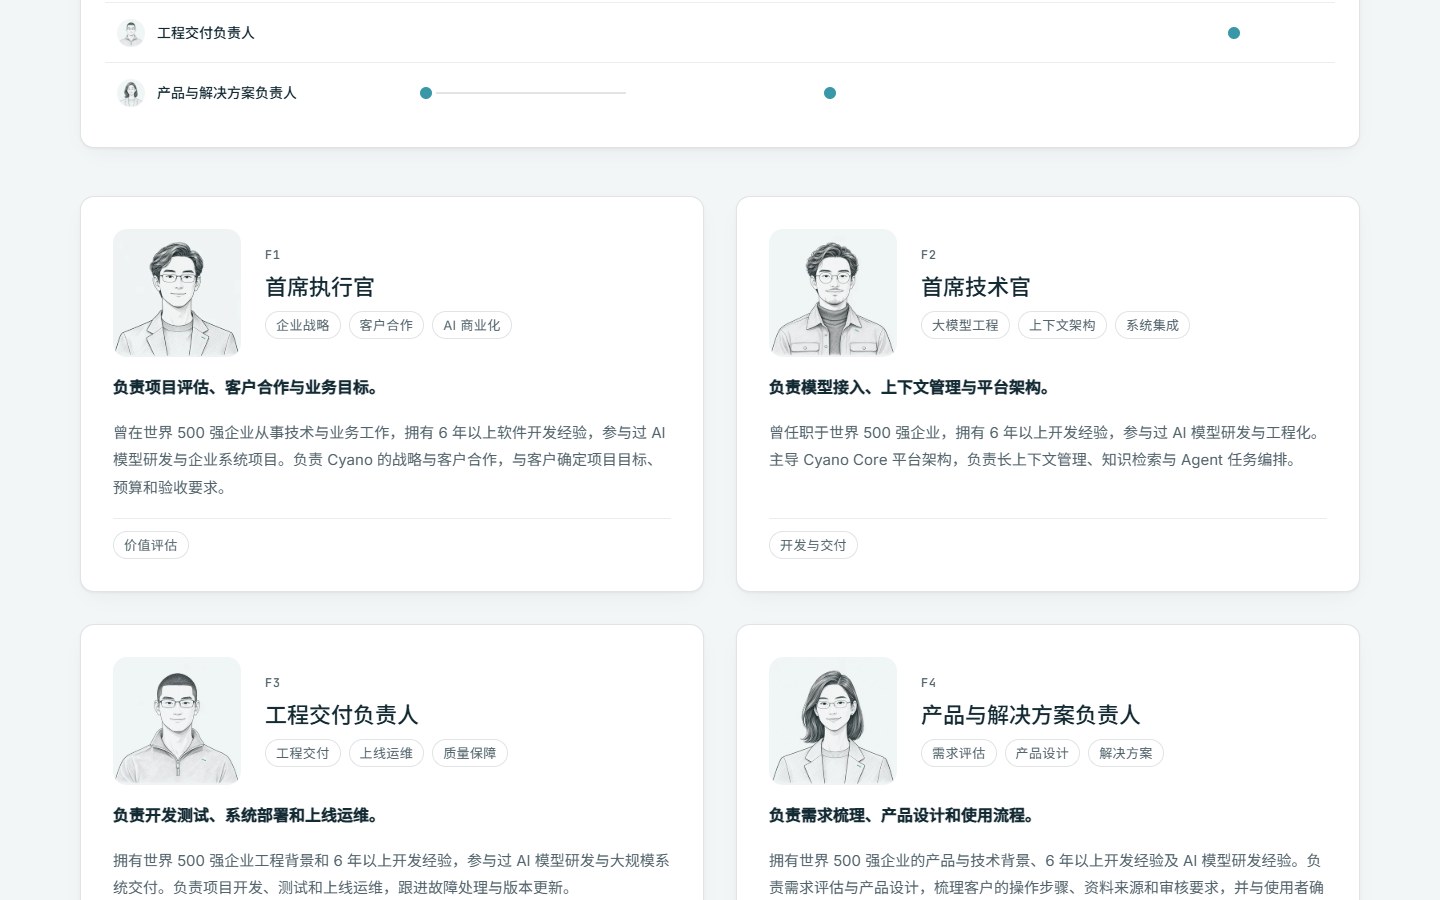 工程交付负责人
产品与解决方案负责人
F1
首席执行官
企业战略 客户合作 AI 商业化
负责项目评估、客户合作与业务目标。
曾在世界 500 强企业从事技术与业务工作，拥有 6 年以上软件开发经验，参与过 AI
模型研发与企业系统项目。负责 Cyano 的战略与客户合作，与客户确定项目目标、
预算和验收要求。
价值评估
F2
首席技术官
大模型工程 上下文架构 系统集成
负责模型接入、上下文管理与平台架构。
曾任职于世界 500 强企业，拥有 6 年以上开发经验，参与过 AI 模型研发与工程化。
主导 Cyano Core 平台架构，负责长上下文管理、知识检索与 Agent 任务编排。
开发与交付
F3
工程交付负责人
工程交付 上线运维 质量保障
负责开发测试、系统部署和上线运维。
拥有世界 500 强企业工程背景和 6 年以上开发经验，参与过 AI 模型研发与大规模系
统交付。负责项目开发、测试和上线运维，跟进故障处理与版本更新。
F4
产品与解决方案负责人
需求评估 产品设计 解决方案
负责需求梳理、产品设计和使用流程。
拥有世界 500 强企业的产品与技术背景、6 年以上开发经验及 AI 模型研发经验。负
责需求评估与产品设计，梳理客户的操作步骤、资料来源和审核要求，并与使用者确